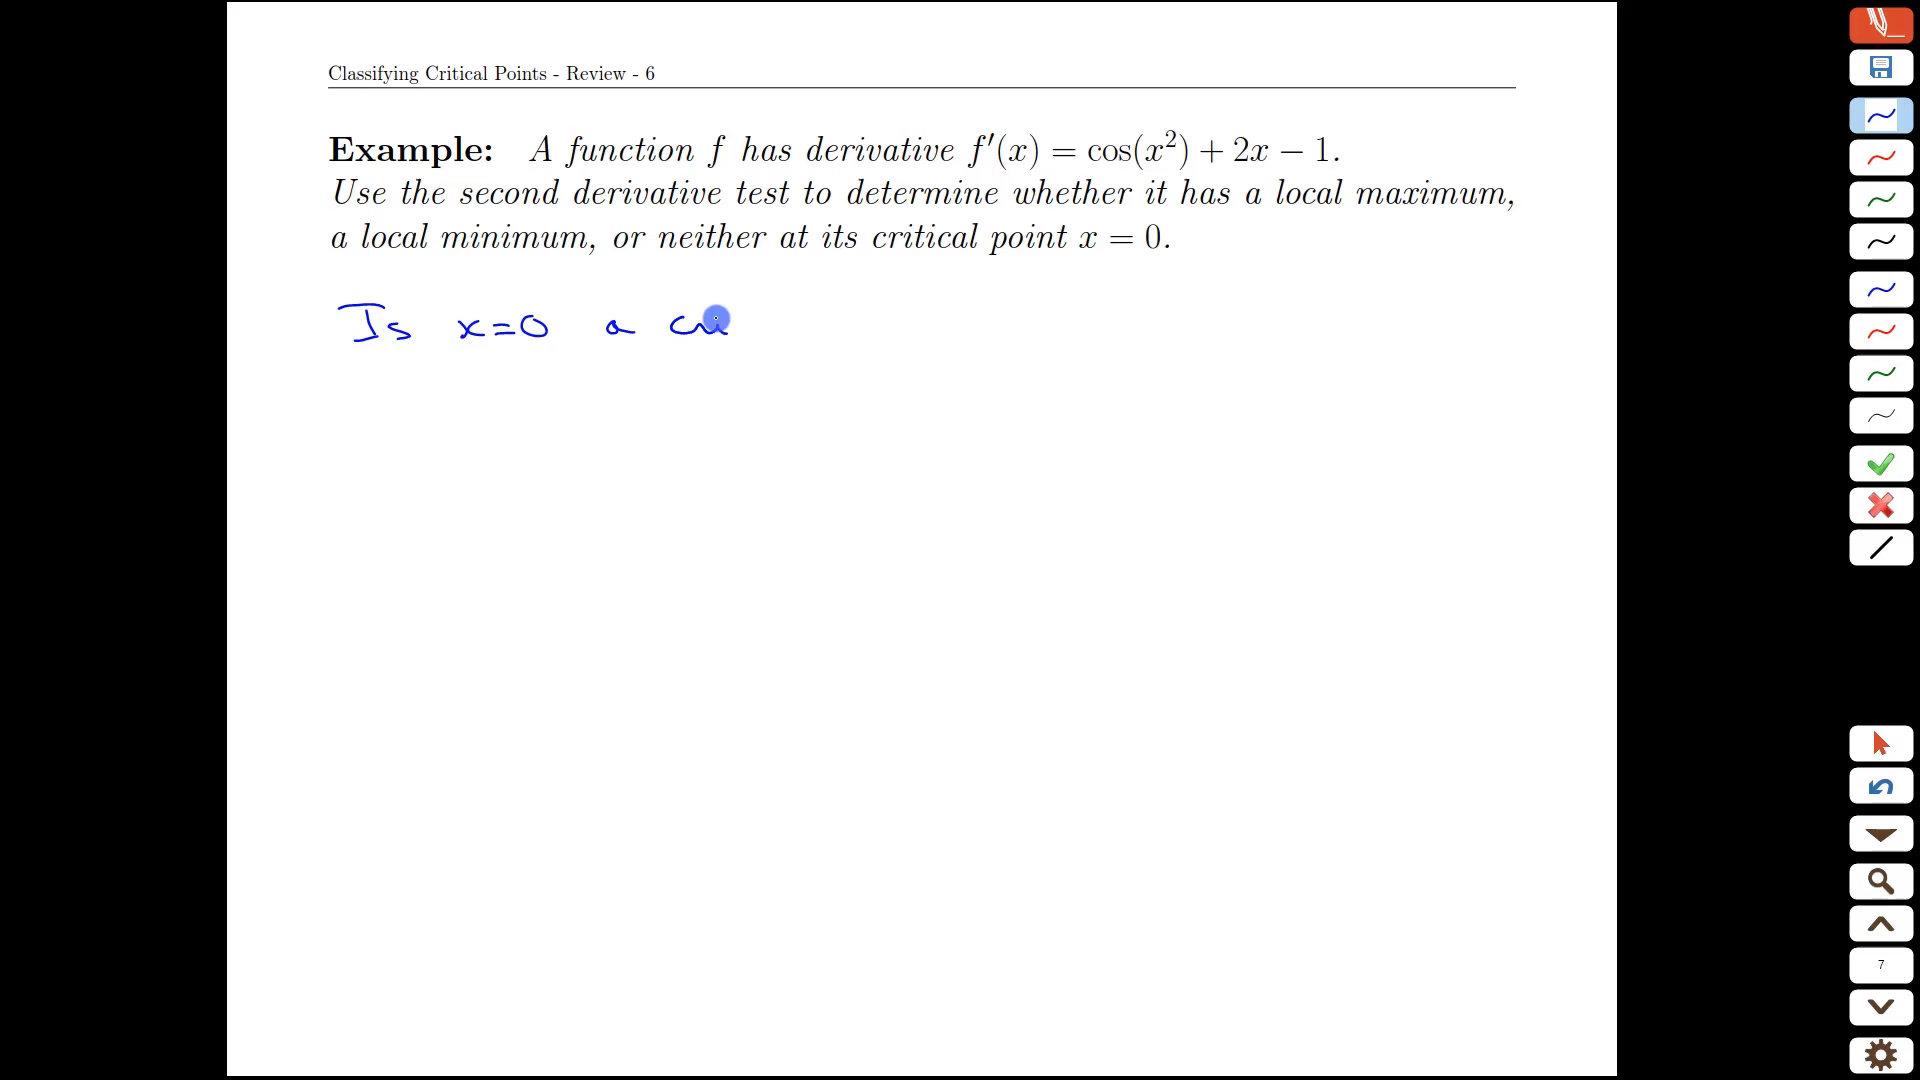 Classifying Critical Points - Review - 6
Example: A function f has derivative f′(x) = cos(x²) + 2x − 1.
Use the second derivative test to determine whether it has a local maximum,
a local minimum, or neither at its critical point x = 0.
Is x=0 a cri
7